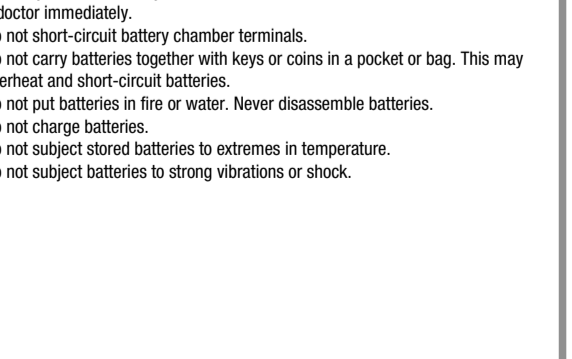 doctor immediately.
not short-circuit battery chamber terminals.
not carry batteries together with keys or coins in a pocket or bag. This may
erheat and short-circuit batteries.
not put batteries in fire or water. Never disassemble batteries.
not charge batteries.
not subject stored batteries to extremes in temperature.
not subject batteries to strong vibrations or shock.